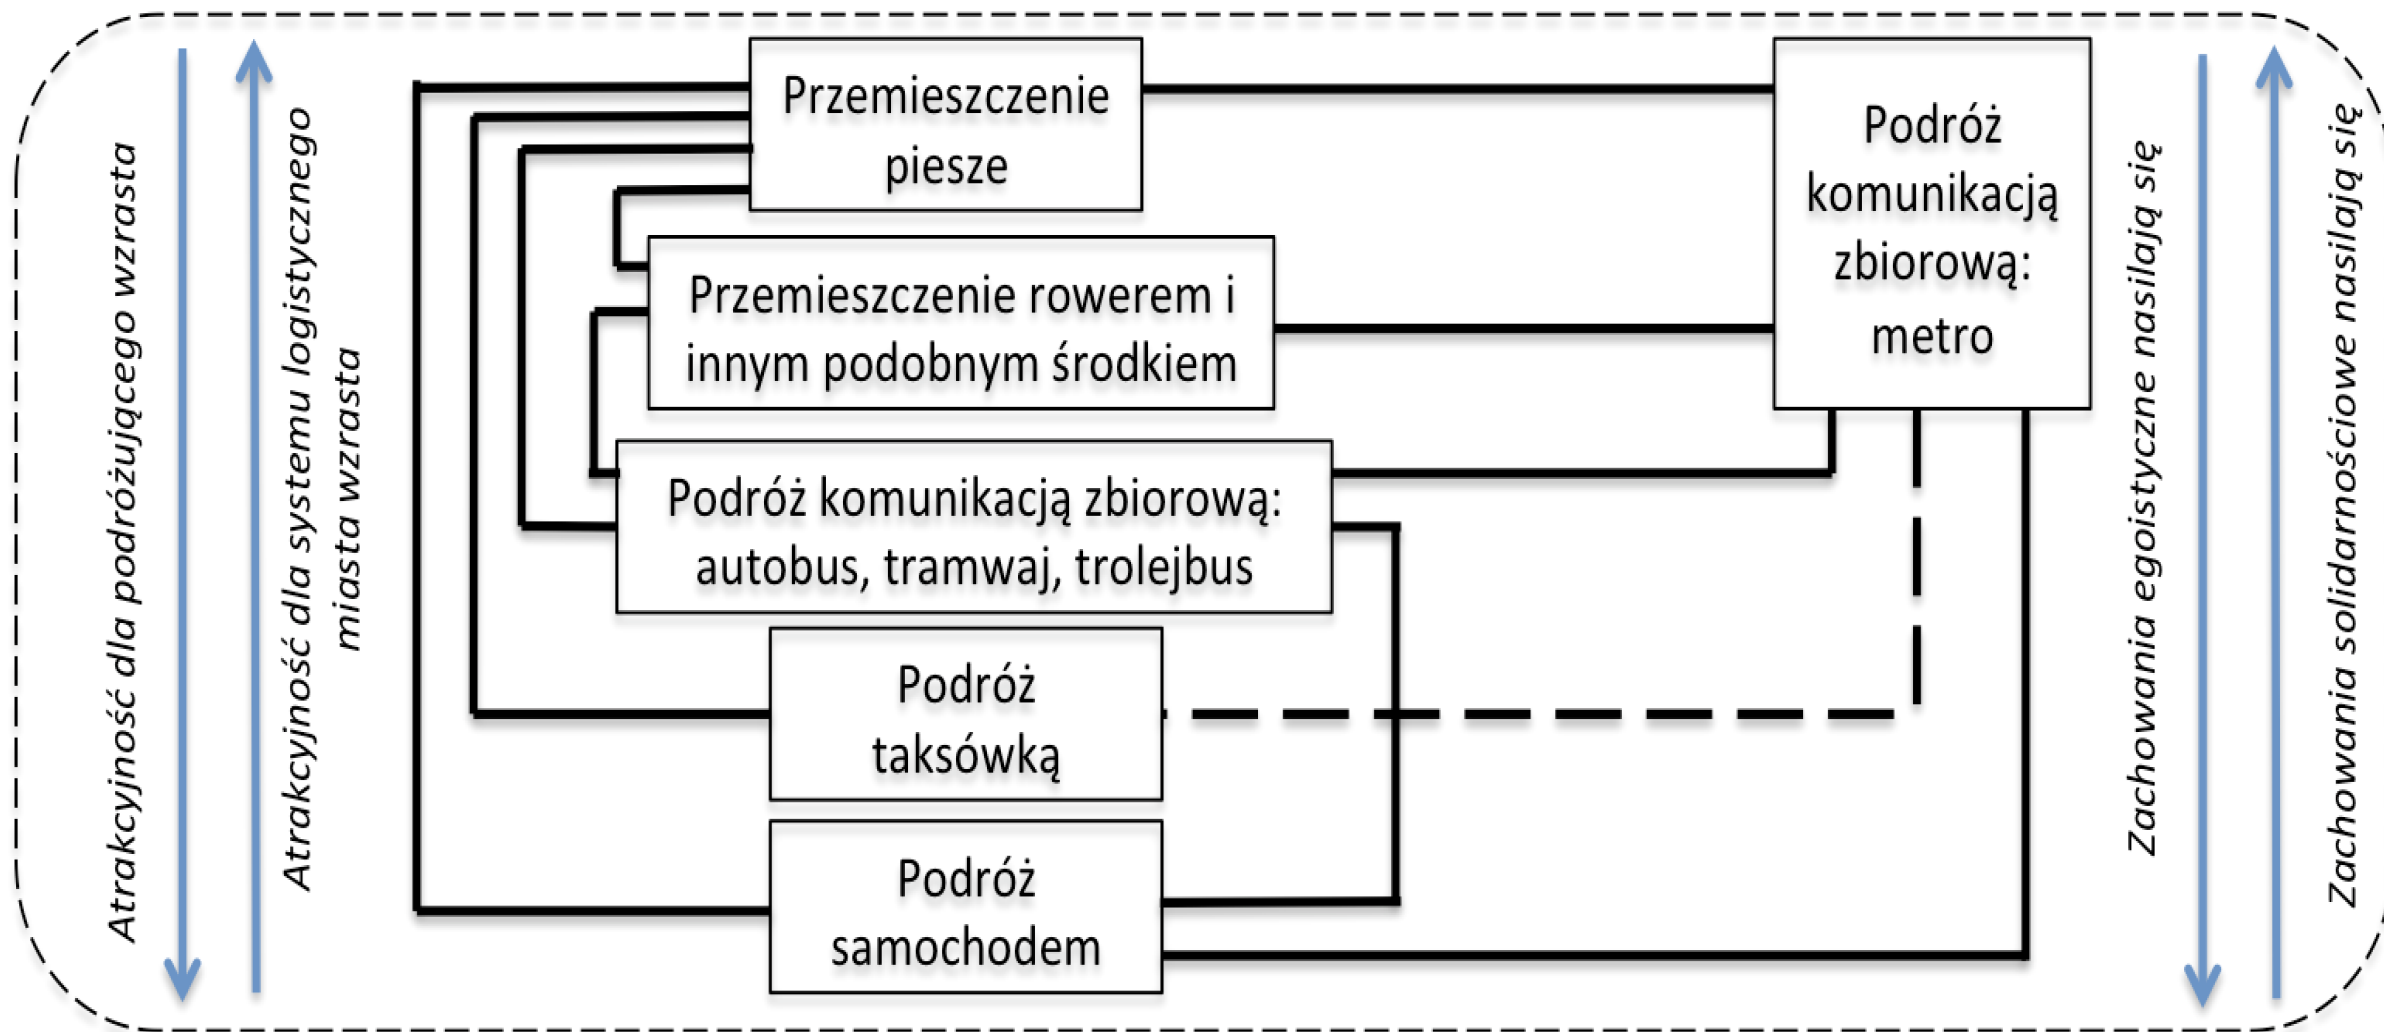 Atrakcyjność dla podróżującego wzrasta
Atrakcyjność dla systemu logistycznego
miasta wzrasta
Przemieszczenie
piesze
Przemieszczenie rowerem i
innym podobnym środkiem
Podróż komunikacją zbiorową:
autobus, tramwaj, trolejbus
Podróż
taksówką
Podróż
samochodem
Podróż
komunikacją
zbiorową:
metro
Zachowania egoistyczne nasilają się
Zachowania solidarnościowe nasilają się